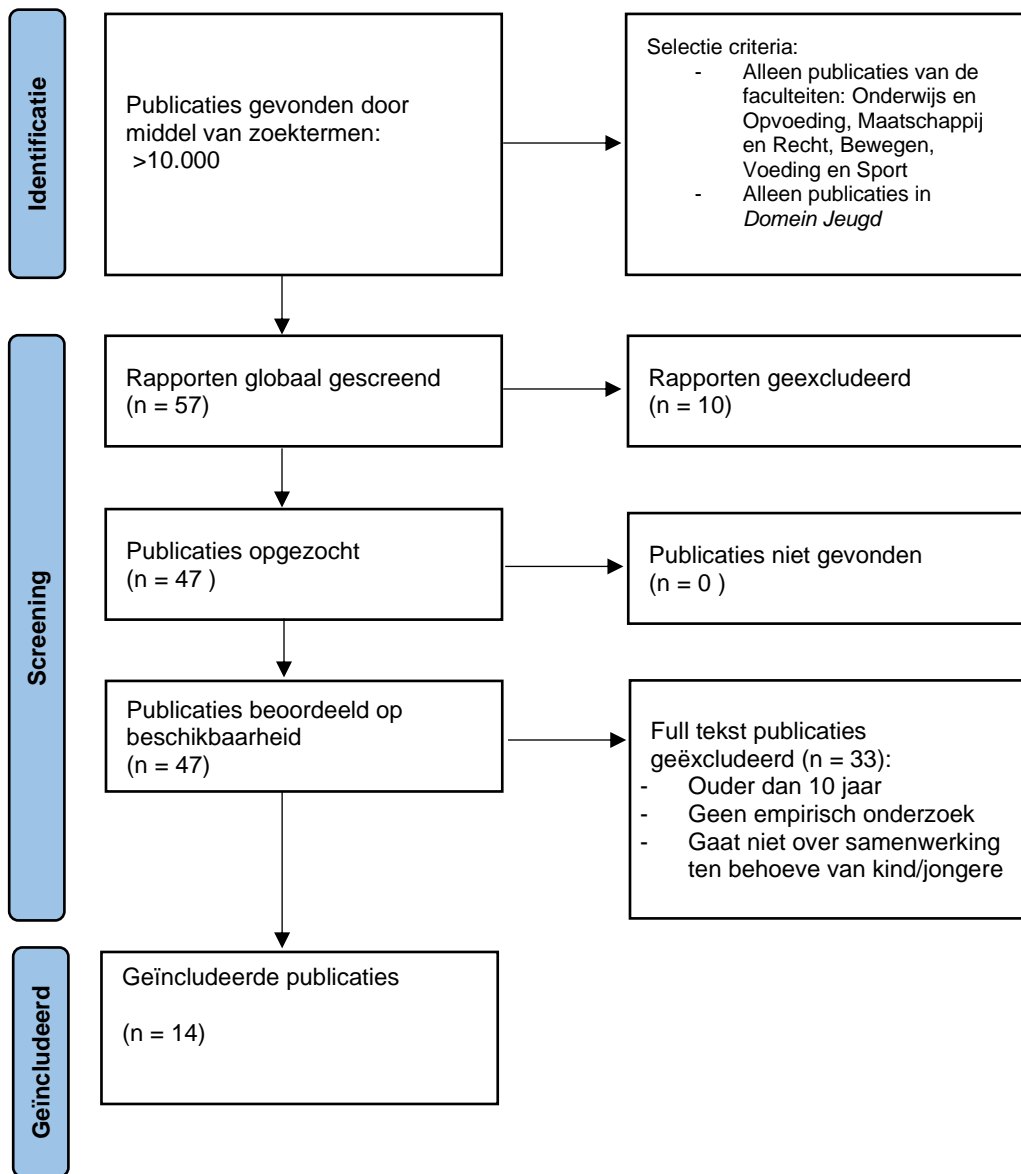 Identificatie
Publicaties gevonden door
middel van zoektermen:
>10.000
Selectie criteria:
- Alleen publicaties van de
faculteiten: Onderwijs en
Opvoeding, Maatschappij
en Recht, Bewegen,
Voeding en Sport
- Alleen publicaties in
Domein Jeugd
Screening
Rapporten globaal gescreend
(n = 57)
Rapporten geexcludeerd
(n = 10)
Publicaties opgezocht
(n = 47 )
Publicaties niet gevonden
(n = 0 )
Publicaties beoordeeld op
beschikbaarheid
(n = 47)
Full tekst publicaties
geëxcludeerd (n = 33):
- Ouder dan 10 jaar
- Geen empirisch onderzoek
- Gaat niet over samenwerking
ten behoeve van kind/jongere
Geïncludeerd
Geïncludeerde publicaties
(n = 14)